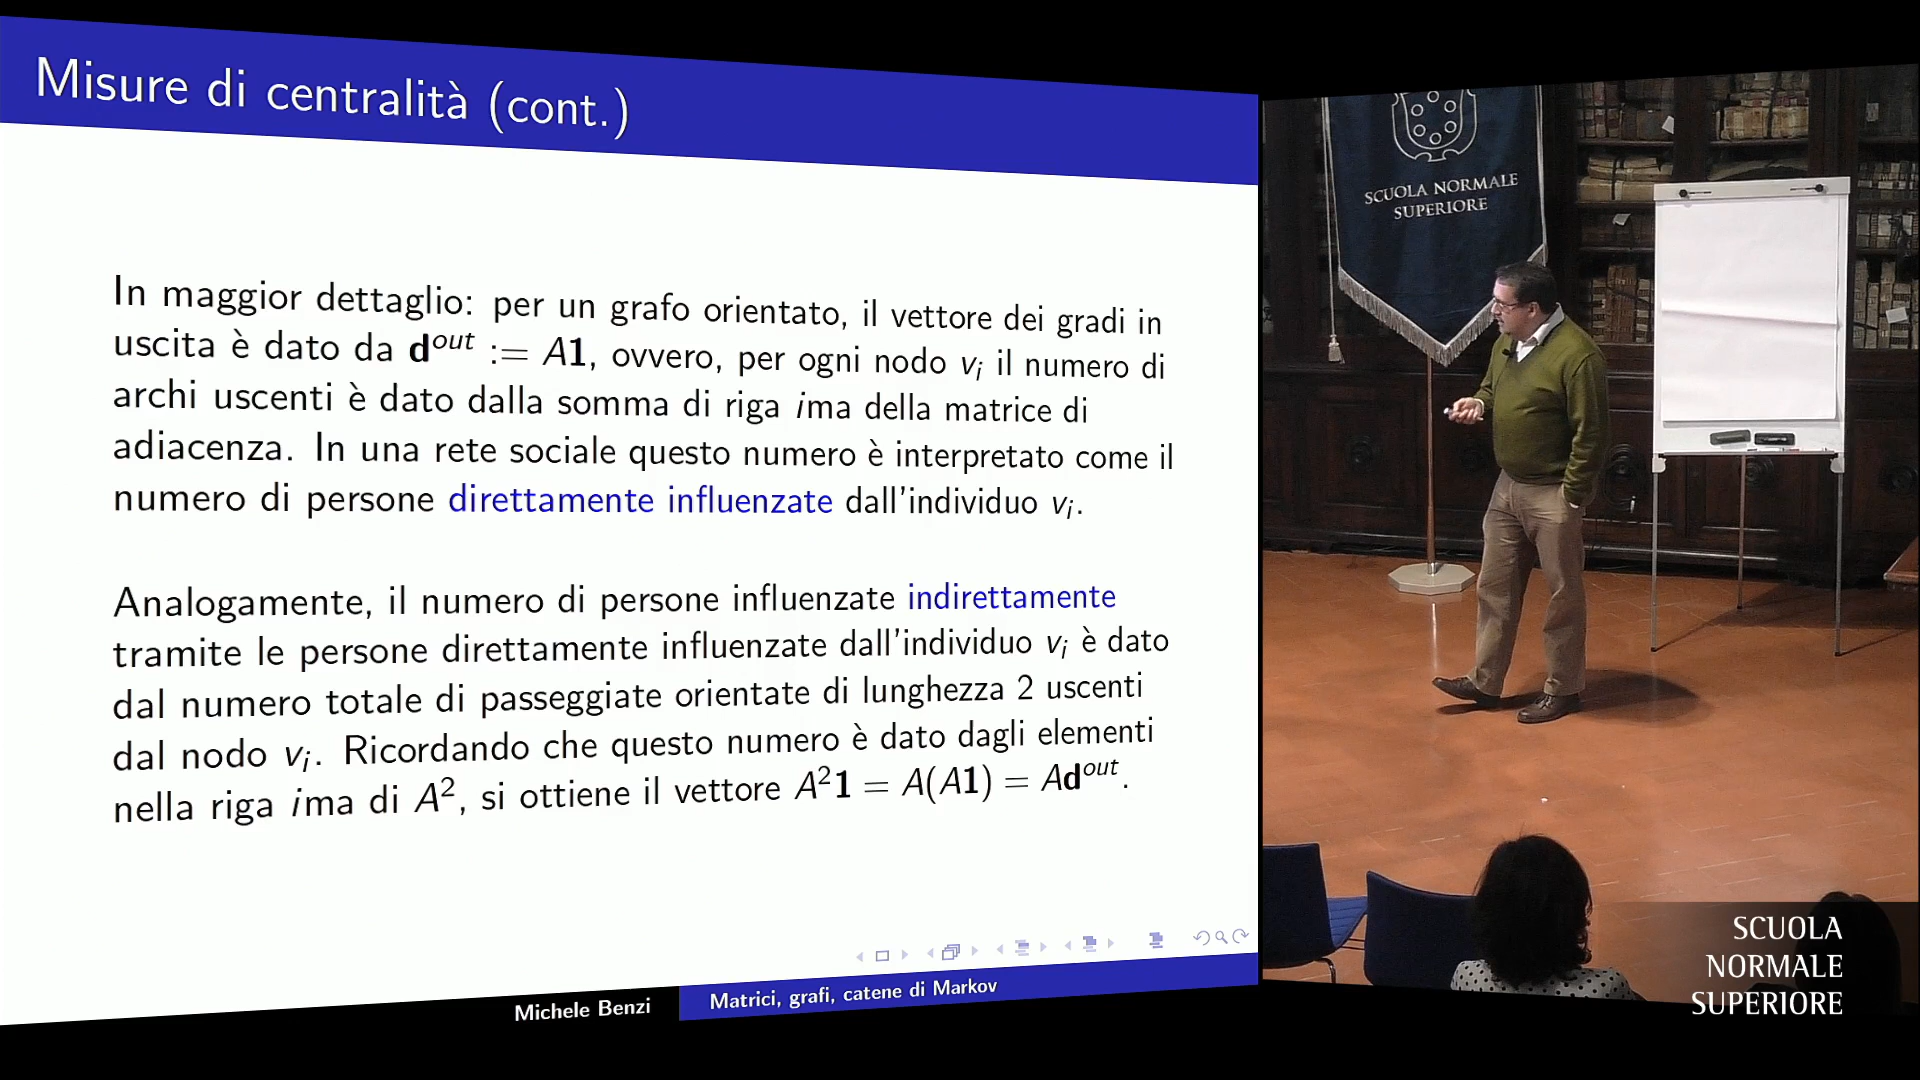 Misure di centralità (cont.)
In maggior dettaglio: per un grafo orientato, il vettore dei gradi in
uscita è dato da d^out := A1, ovvero, per ogni nodo v_i il numero di
archi uscenti è dato dalla somma di riga ima della matrice di
adiacenza. In una rete sociale questo numero è interpretato come il
numero di persone direttamente influenzate dall'individuo v_i.
Analogamente, il numero di persone influenzate indirettamente
tramite le persone direttamente influenzate dall'individuo v_i è dato
dal numero totale di passeggiate orientate di lunghezza 2 uscenti
dal nodo v_i. Ricordando che questo numero è dato dagli elementi
nella riga ima di A², si ottiene il vettore A²1 = A(A1) = Ad^out.
Michele Benzi
Matrici, grafi, catene di Markov
SCUOLA NORMALE
SUPERIORE
SCUOLA
NORMALE
SUPERIORE